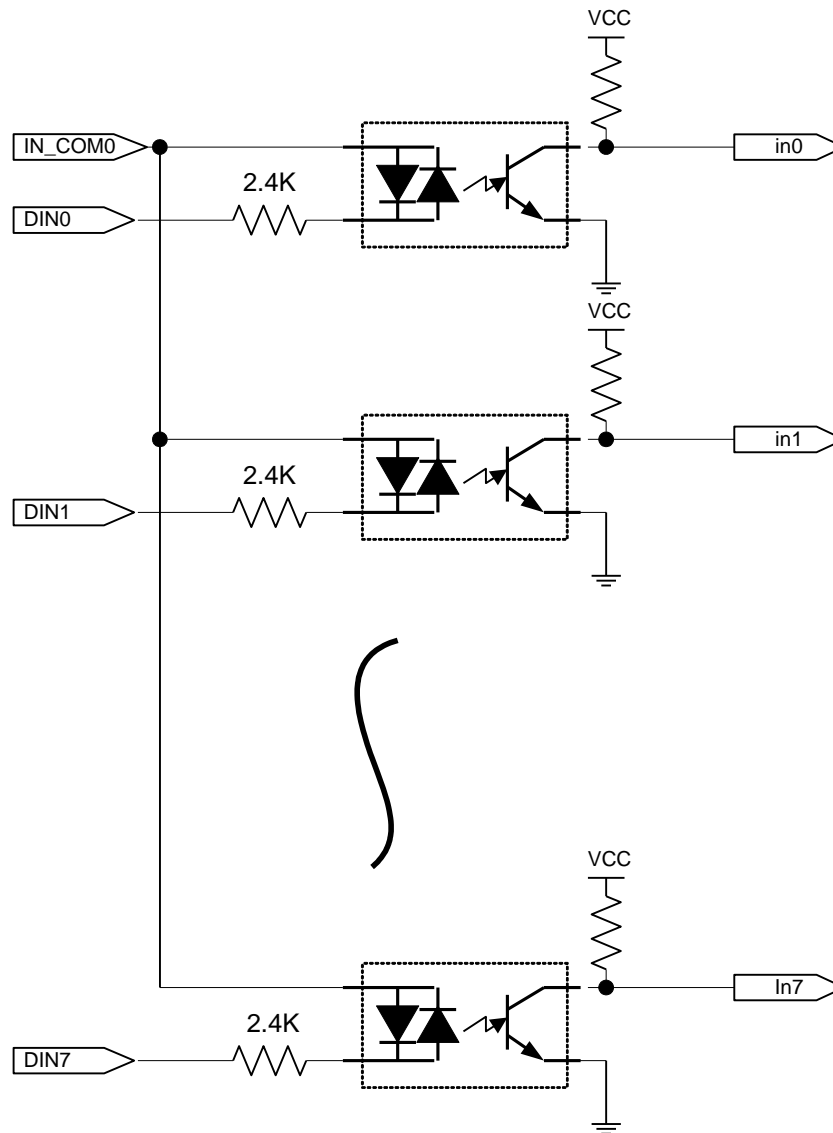 VCC
IN_COM0
in0
2.4K
DIN0
VCC
in1
2.4K
DIN1
VCC
In7
2.4K
DIN7